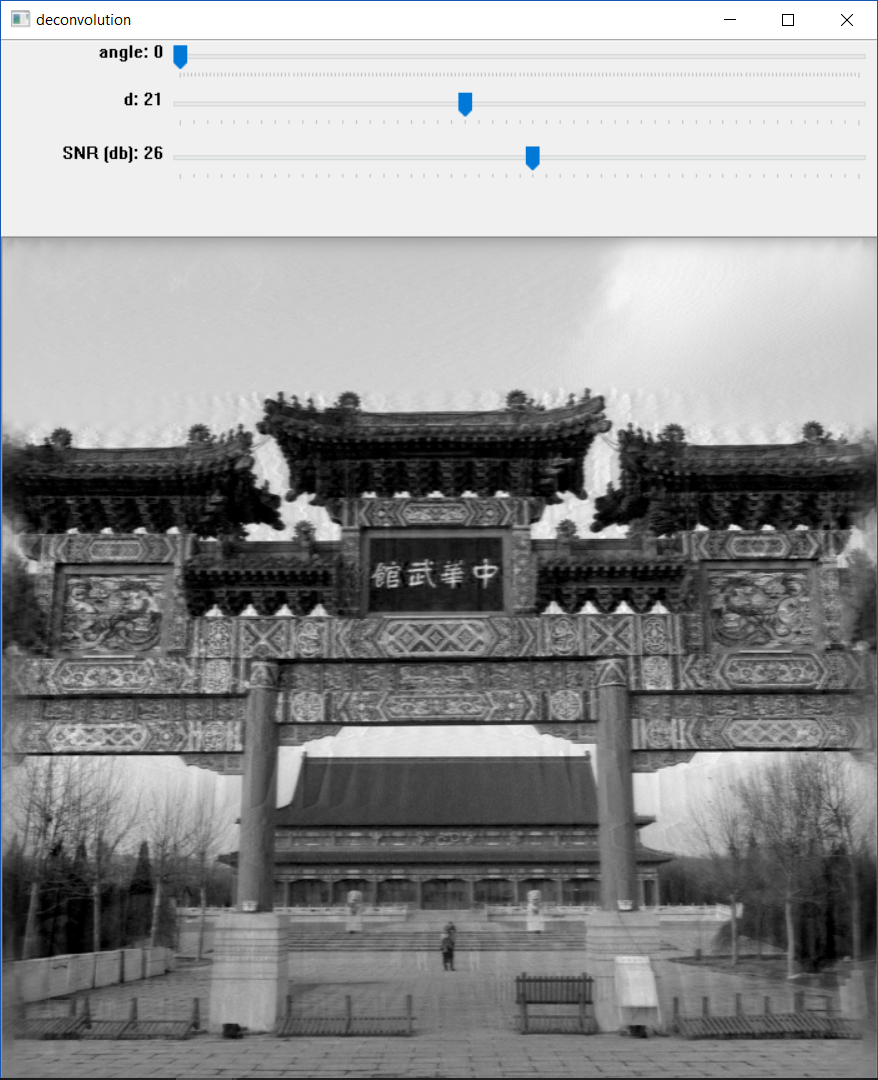 deconvolution
angle: 0
d: 21
SNR (db): 26
館武華中